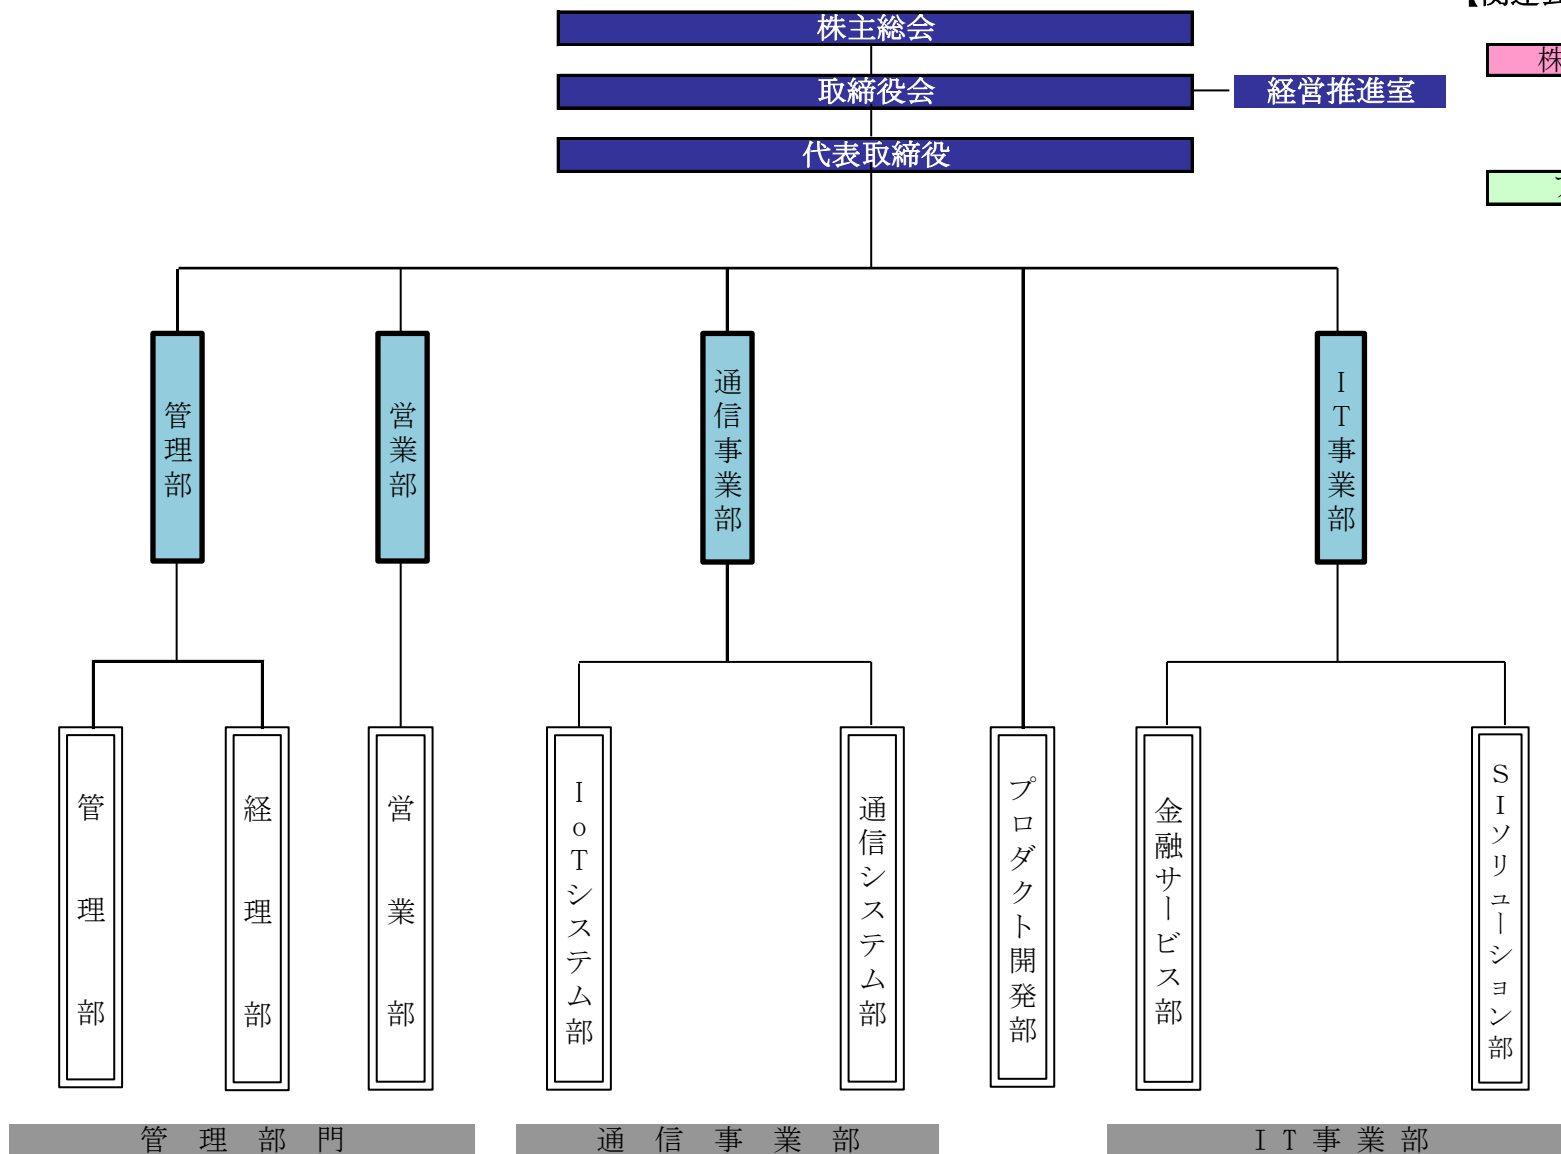 株主総会
取締役会
経営推進室
代表取締役
株
管理部
営業部
通信事業部
IT事業部
管理部
経理部
営業部
IoTシステム部
通信システム部
プロダクト開発部
金融サービス部
SIソリューション部
管理部門
通信事業部
IT事業部